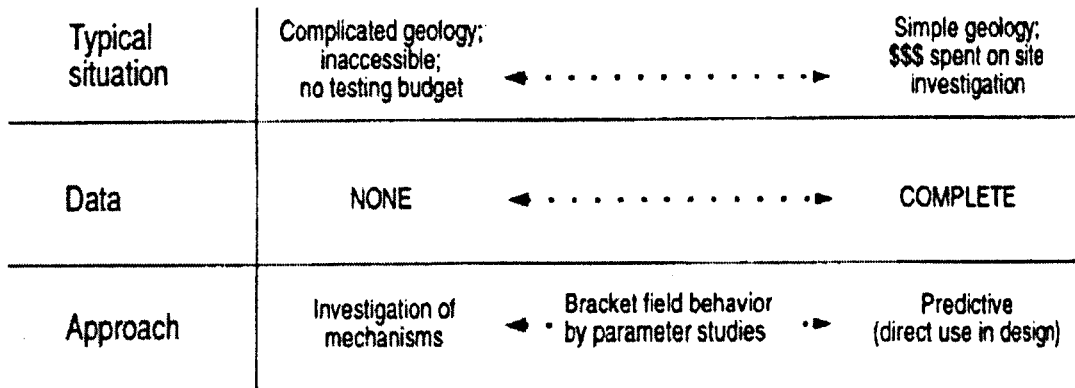 Typical
situation
Complicated geology;
inaccessible;
no testing budget
Simple geology;
$$$ spent on site
investigation
Data
NONE
COMPLETE
Approach
Investigation of
mechanisms
Bracket field behavior
by parameter studies
Predictive
(direct use in design)